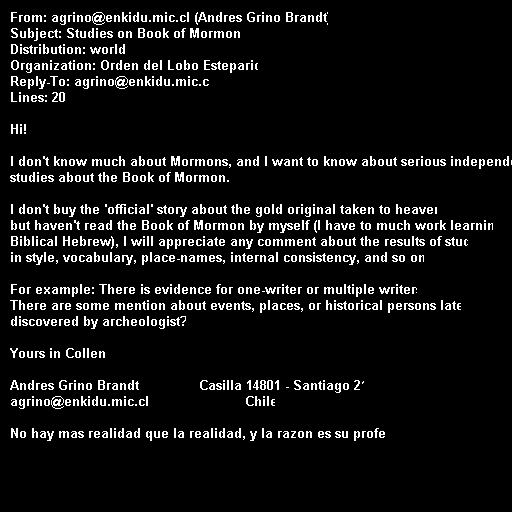 From: agrino@enkidu.mic.cl (Andres Grino Brandt)
Subject: Studies on Book of Mormon
Distribution: world
Organization: Orden del Lobo Estepario
Reply-To: agrino@enkidu.mic.c
Lines: 20
Hi!
I don't know much about Mormons, and I want to know about serious independ
studies about the Book of Mormon.
I don't buy the 'official' story about the gold original taken to heaven
but haven't read the Book of Mormon by myself (I have to much work learnin
Biblical Hebrew), I will appreciate any comment about the results of stud
in style, vocabulary, place-names, internal consistency, and so on
For example: There is evidence for one-writer or multiple writers
There are some mention about events, places, or historical persons late
discovered by archeologist?
Yours in Collen
Andres Grino Brandt Casilla 14801 - Santiago 21
agrino@enkidu.mic.cl Chile
No hay mas realidad que la realidad, y la razon es su profe